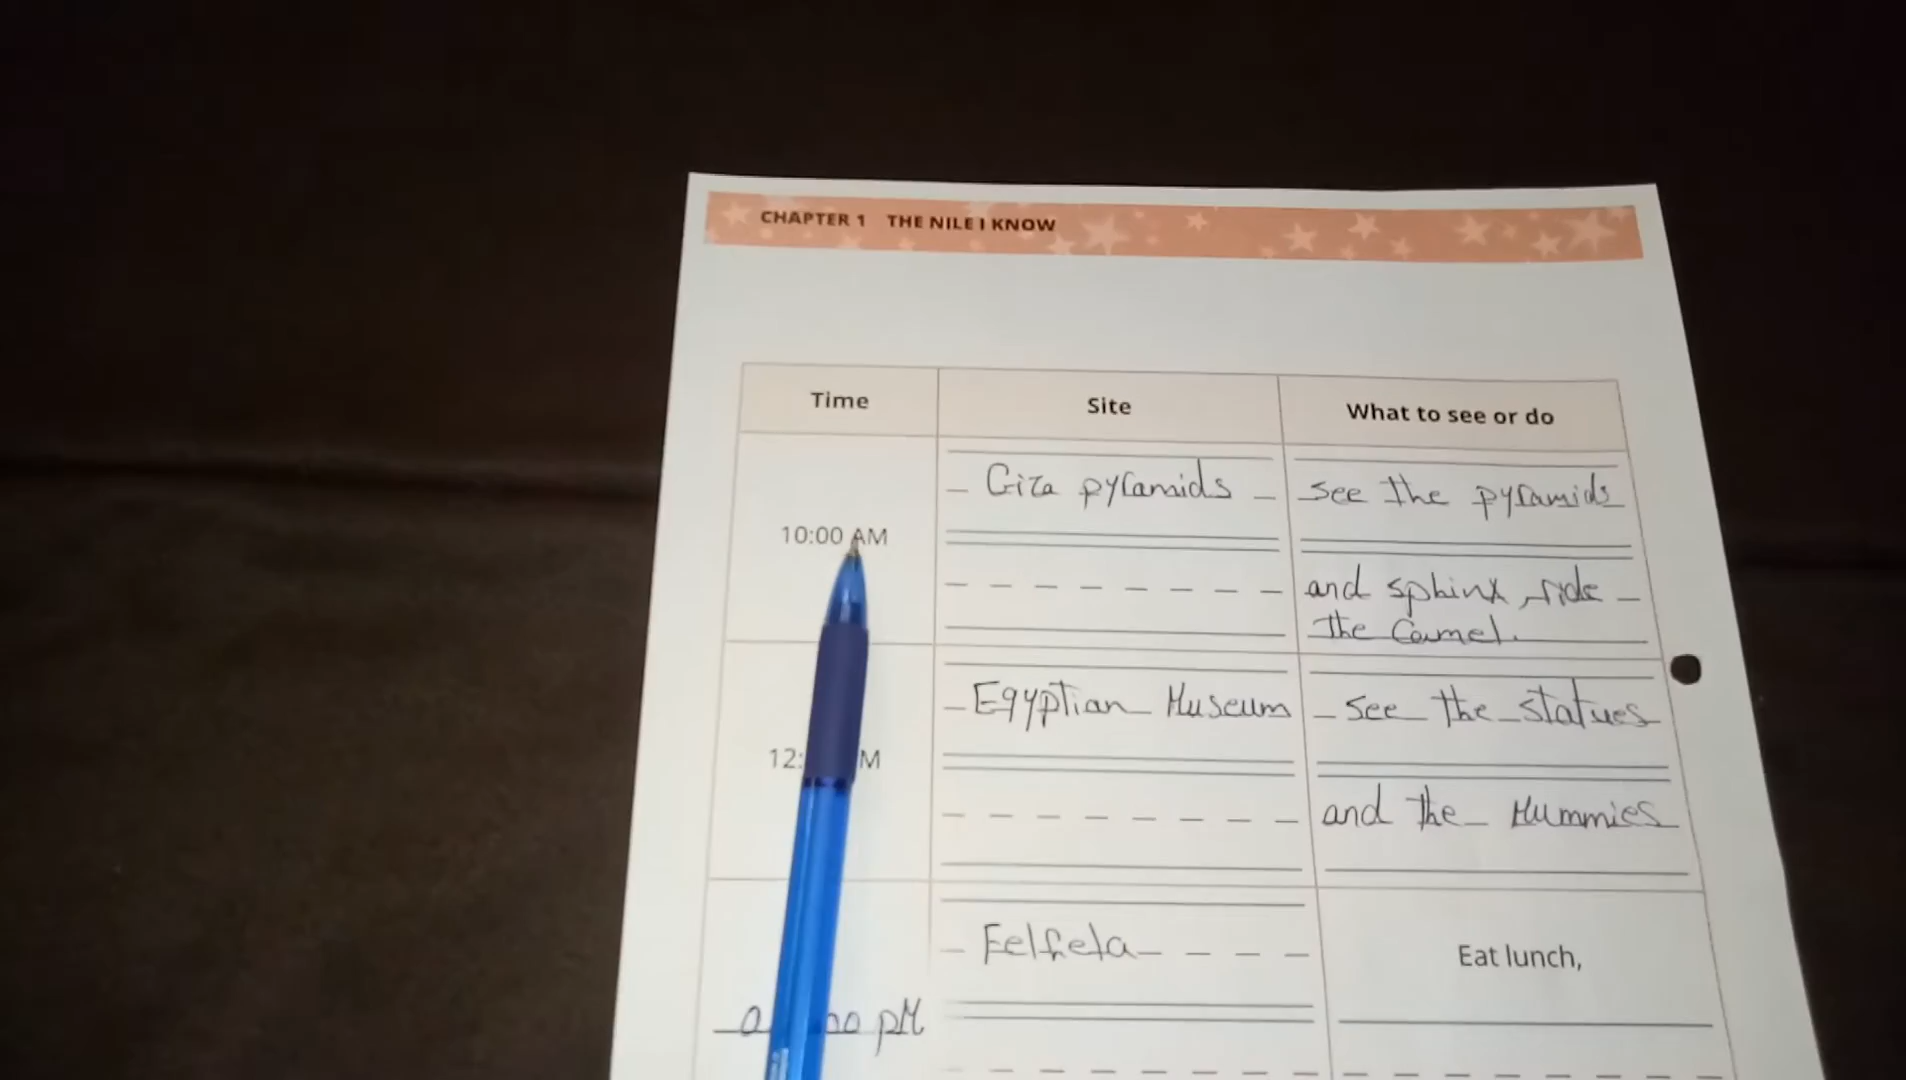 CHAPTER 1 THE NILE I KNOW
Time Site What to see or do
10:00 AM
Giza pyramids
see the pyramids
and sphinx, ride
the Camel.
Egyptian Museum
see the statues
and the Mummies
Felfela
Eat lunch,
pM